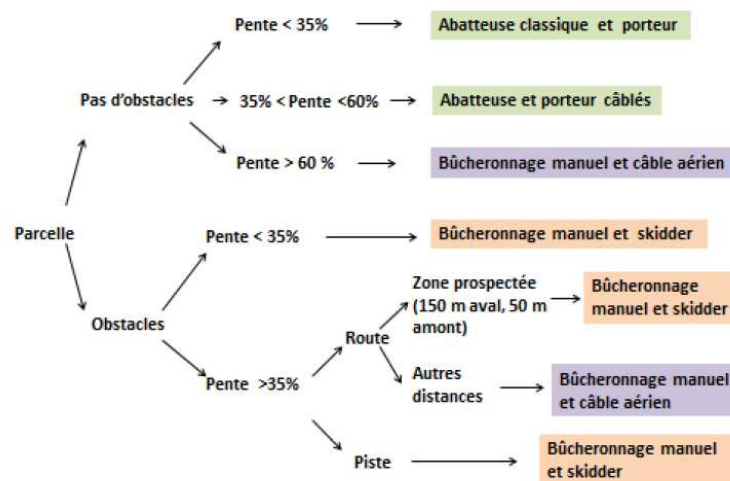 Pente < 35%
Abatteuse classique et porteur
Pas d'obstacles
35% < Pente <60%
Abatteuse et porteur câblés
Pente > 60 %
Bûcheronnage manuel et câble aérien
Parcelle
Pente < 35%
Bûcheronnage manuel et skidder
Obstacles
Zone prospectée
(150 m aval, 50 m
amont)
Bûcheronnage
manuel et skidder
Route
Pente >35%
Autres
distances
Bûcheronnage manuel
et câble aérien
Piste
Bûcheronnage manuel
et skidder